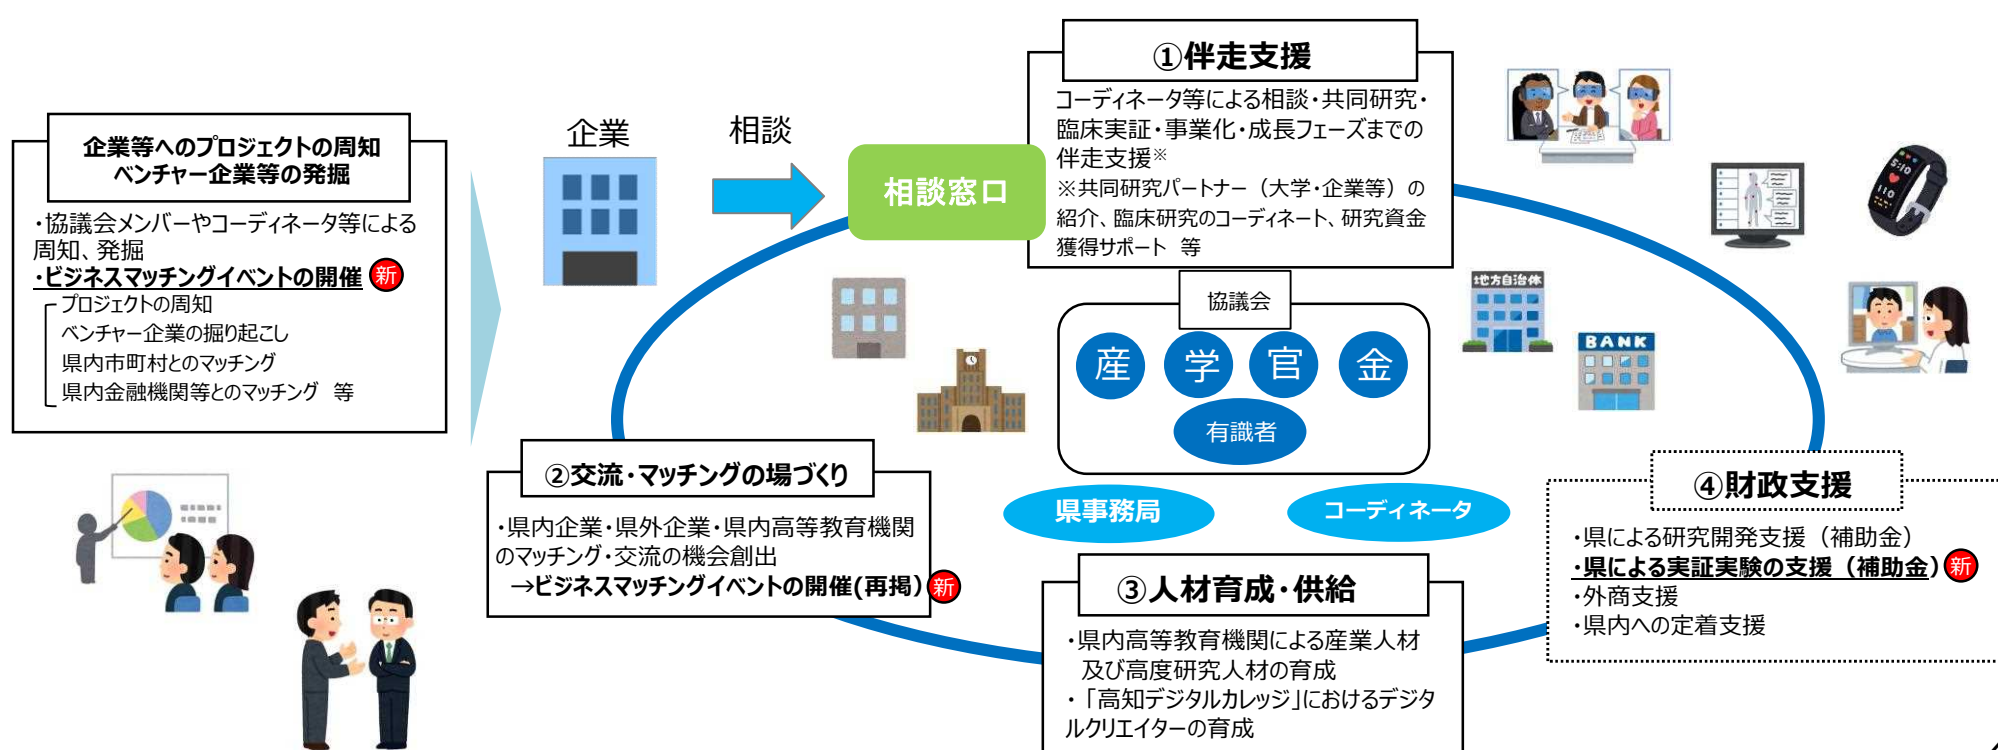 企業等へのプロジェクトの周知
ベンチャー企業等の発掘
・協議会メンバーやコーディネータ等による
周知、発掘
・ビジネスマッチングイベントの開催 新
プロジェクトの周知
ベンチャー企業の掘り起こし
県内市町村とのマッチング
県内金融機関等とのマッチング 等
企業
相談
相談窓口
①伴走支援
コーディネータ等による相談・共同研究・
臨床実証・事業化・成長フェーズまでの
伴走支援※
※共同研究パートナー（大学・企業等）の
紹介、臨床研究のコーディネート、研究資金
獲得サポート 等
協議会
産 学 官 金
有識者
県事務局
コーディネータ
地方自治体
BANK
5:10
110
②交流・マッチングの場づくり
・県内企業・県外企業・県内高等教育機関
のマッチング・交流の機会創出
→ビジネスマッチングイベントの開催(再掲) 新
③人材育成・供給
・県内高等教育機関による産業人材
及び高度研究人材の育成
・「高知デジタルカレッジ」におけるデジタ
ルクリエイターの育成
④財政支援
・県による研究開発支援（補助金）
・県による実証実験の支援（補助金） 新
・外商支援
・県内への定着支援